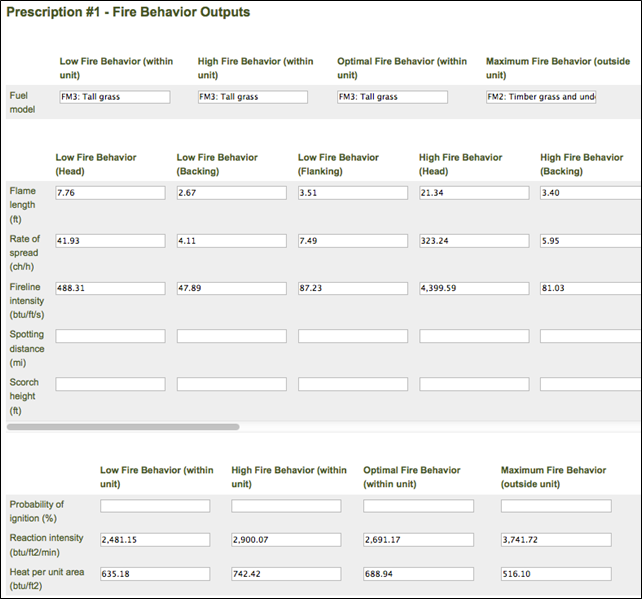 Prescription #1 - Fire Behavior Outputs
Low Fire Behavior (within High Fire Behavior (within Optimal Fire Behavior (within Maximum Fire Behavior (outside
unit) unit) unit) unit)
Fuel FM3: Tall grass FM3: Tall grass FM3: Tall grass FM2: Timber grass and unde
model
Low Fire Behavior Low Fire Behavior Low Fire Behavior High Fire Behavior High Fire Behavior
(Head) (Backing) (Flanking) (Head) (Backing)
Flame 7.76 2.67 3.51 21.34 3.40
length
(ft)
Rate of 41.93 4.11 7.49 323.24 5.95
spread
(ch/h)
Fireline 488.31 47.89 87.23 4,399.59 81.03
intensity
(btu/ft/s)
Spotting
distance
(mi)
Scorch
height
(ft)
Low Fire Behavior (within High Fire Behavior (within Optimal Fire Behavior Maximum Fire Behavior
unit) unit) (within unit) (outside unit)
Probability of
ignition (%)
Reaction intensity 2,481.15 2,900.07 2,691.17 3,741.72
(btu/ft2/min)
Heat per unit area 635.18 742.42 688.94 516.10
(btu/ft2)